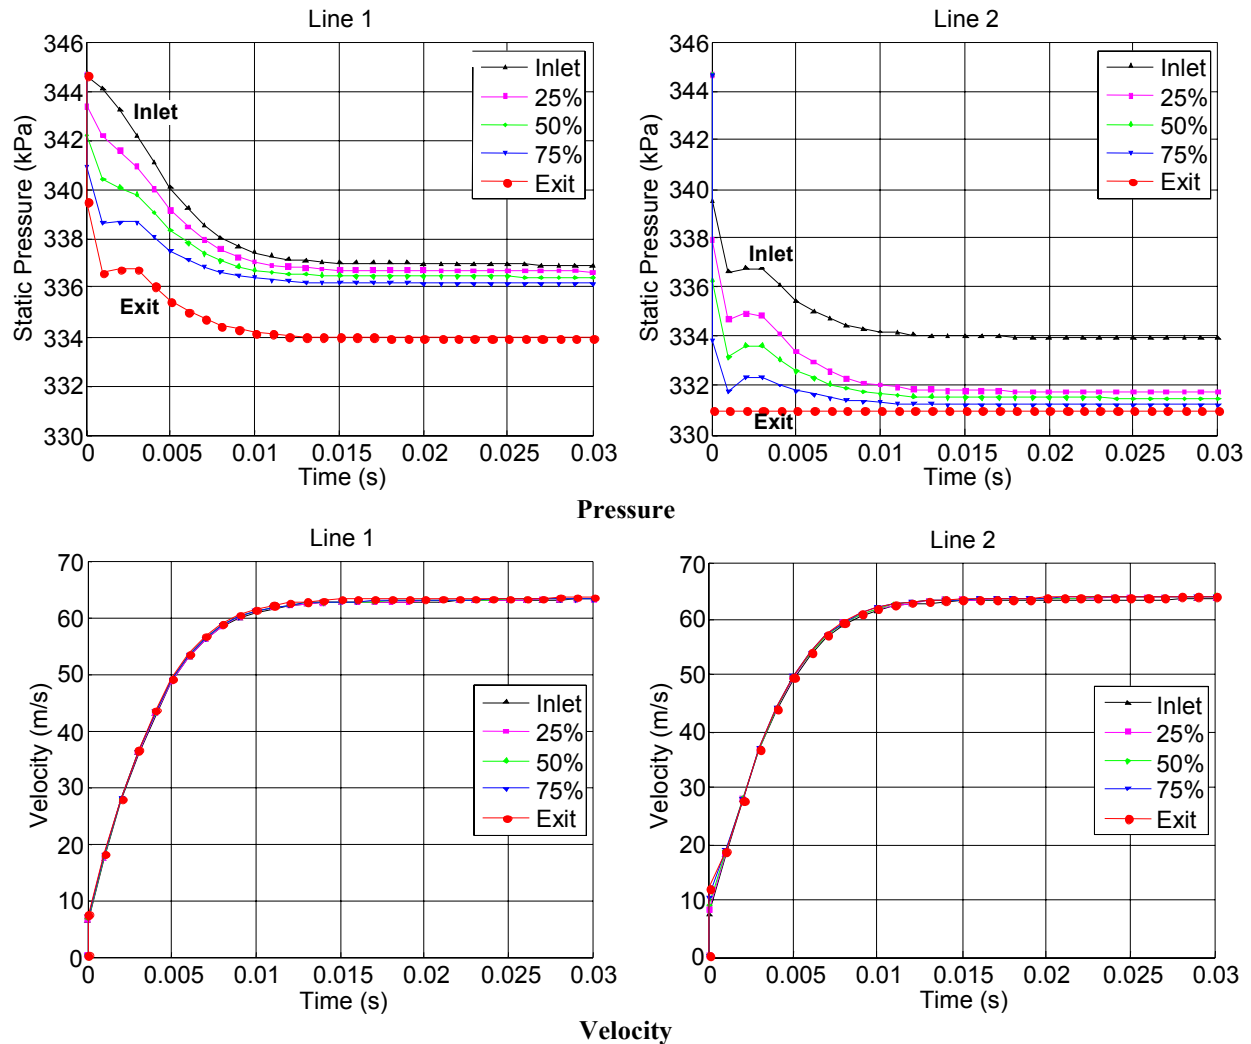 Line 1
346
344
342
340
338
336
334
332
330
Static Pressure (kPa)
Inlet
Exit
Inlet
25%
50%
75%
Exit
0 0.005 0.01 0.015 0.02 0.025 0.03
Time (s)
Line 2
346
344
342
340
338
336
334
332
330
Static Pressure (kPa)
Inlet
Exit
Inlet
25%
50%
75%
Exit
0 0.005 0.01 0.015 0.02 0.025 0.03
Time (s)
Pressure
Line 1
70
60
50
40
30
20
10
0
Velocity (m/s)
Inlet
25%
50%
75%
Exit
0 0.005 0.01 0.015 0.02 0.025 0.03
Time (s)
Line 2
70
60
50
40
30
20
10
0
Velocity (m/s)
Inlet
25%
50%
75%
Exit
0 0.005 0.01 0.015 0.02 0.025 0.03
Time (s)
Velocity